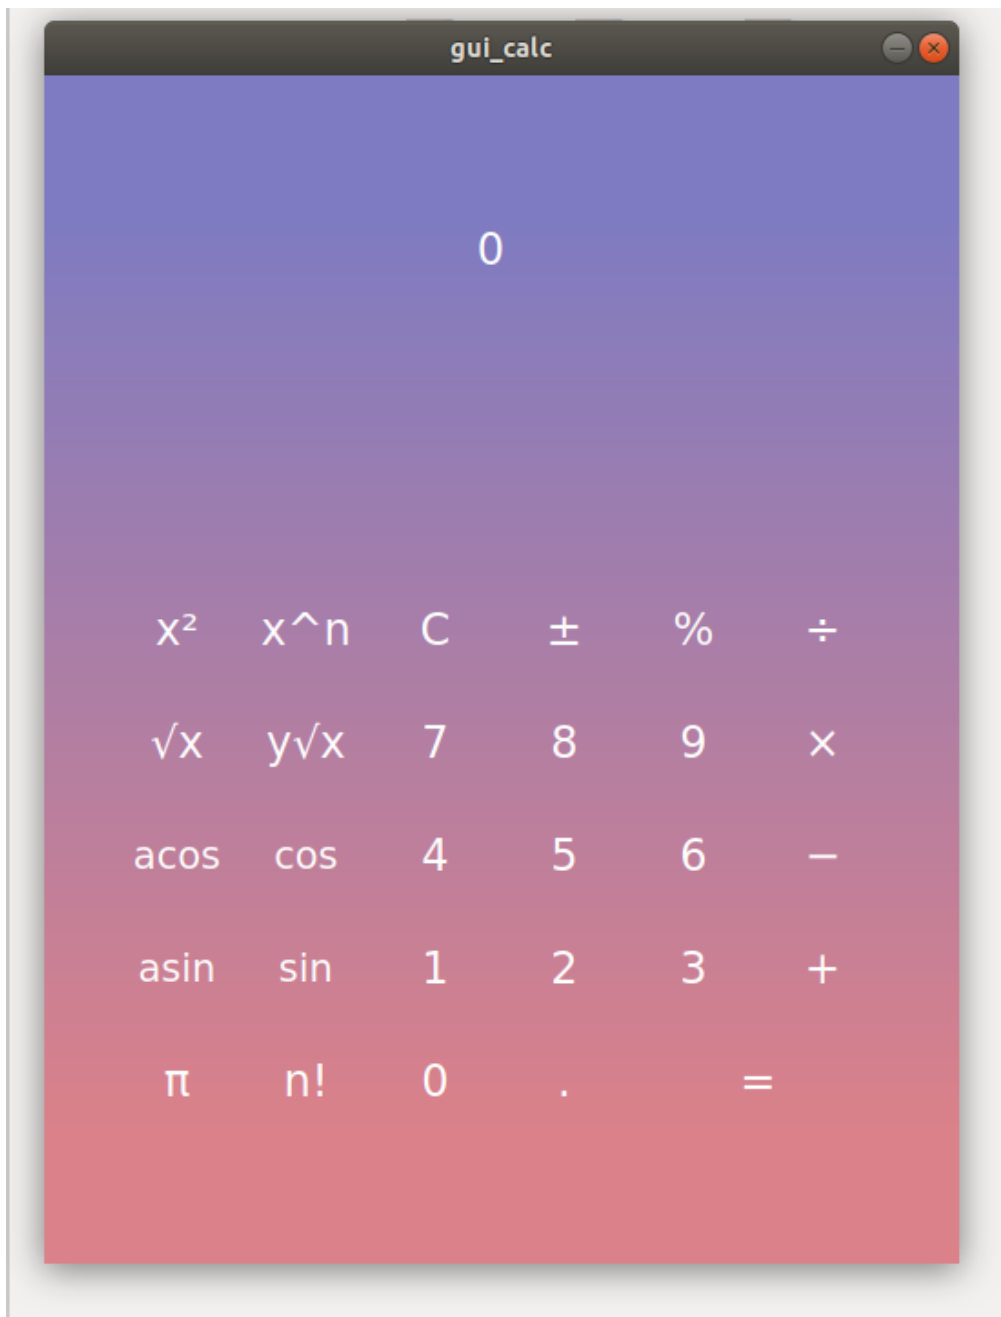 gui_calc
0
x² x^n C ± % ÷
√x y√x 7 8 9 ×
acos cos 4 5 6 −
asin sin 1 2 3 +
π n! 0 . =